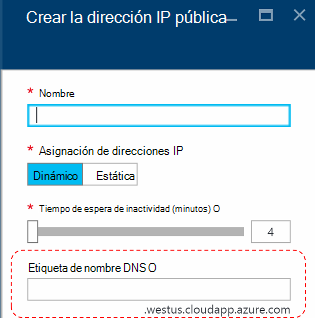 Crear la dirección IP pública
* Nombre
* Asignación de direcciones IP
Dinámico Estática
* Tiempo de espera de inactividad (minutos) O
4
Etiqueta de nombre DNS O
.westus.cloudapp.azure.com